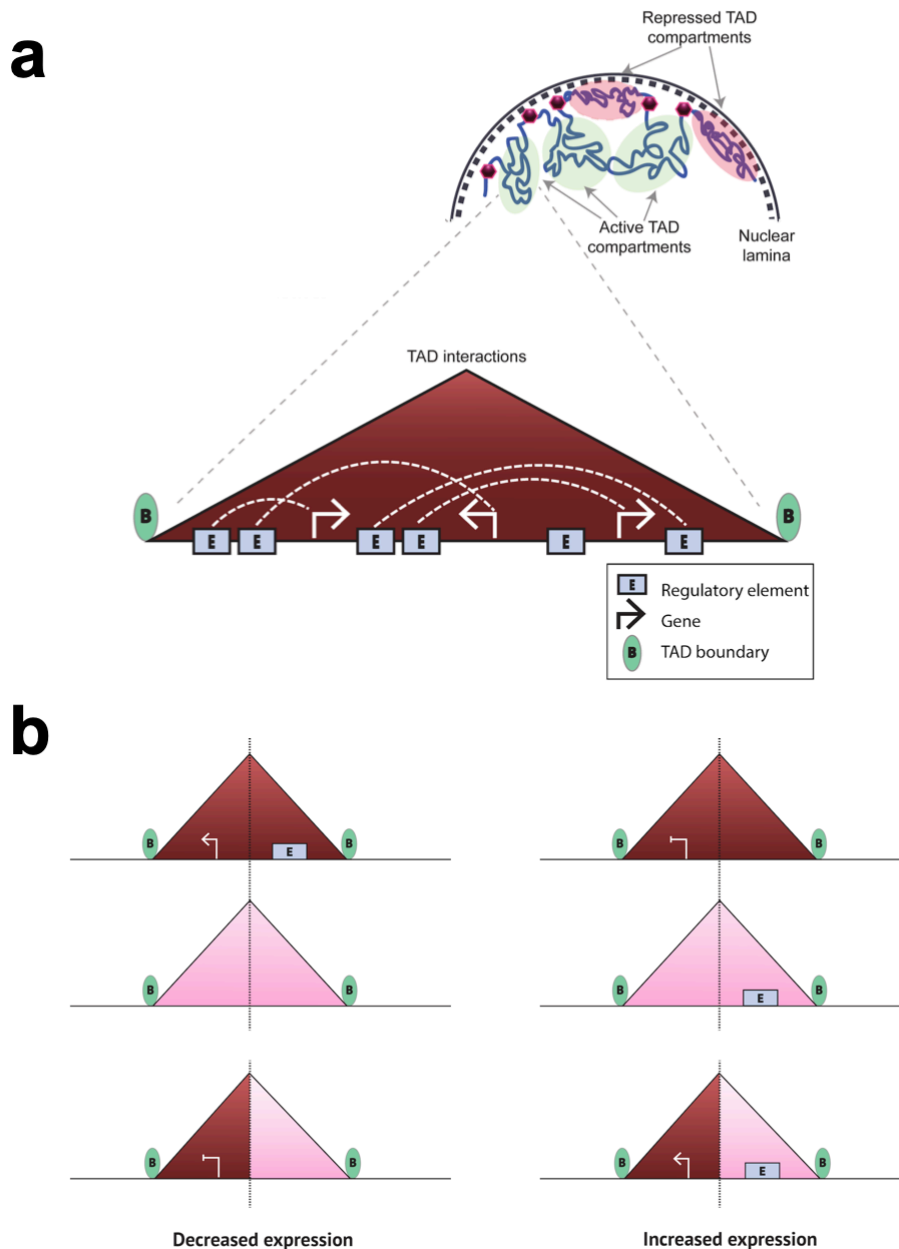 a
Repressed TAD
compartments
Active TAD
compartments
Nuclear
lamina
TAD interactions
B
B
E
E
E
E
E
E
E
Regulatory element
Gene
B
TAD boundary
b
B
E
B
B
B
B
B
B
E
B
B
B
B
E
B
Decreased expression
Increased expression